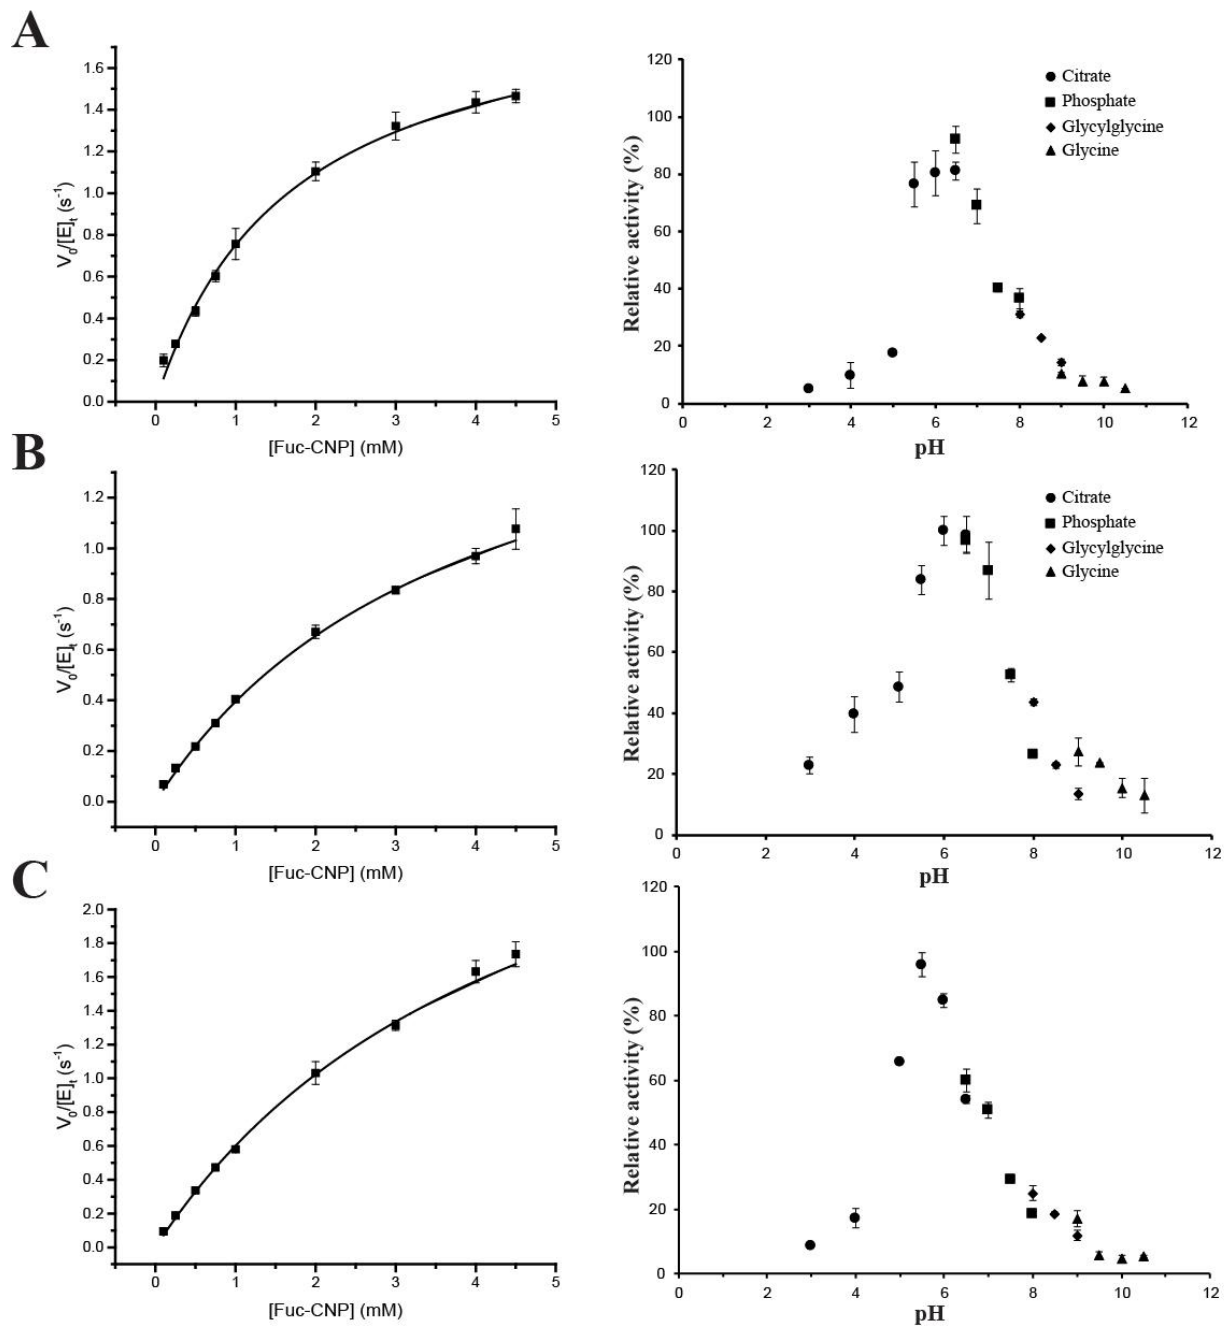 A
1.6
1.4
1.2
1.0
0.8
0.6
0.4
0.2
0.0
V0/[E]t (s-1)
0 1 2 3 4 5
[Fuc-CNP] (mM)
120
100
80
60
40
20
0
Relative activity (%)
Citrate
Phosphate
Glycylglycine
Glycine
0 2 4 6 8 10 12
pH
B
1.2
1.0
0.8
0.6
0.4
0.2
0.0
V0/[E]t (s-1)
0 1 2 3 4 5
[Fuc-CNP] (mM)
120
100
80
60
40
20
0
Relative activity (%)
Citrate
Phosphate
Glycylglycine
Glycine
0 2 4 6 8 10 12
pH
C
2.0
1.8
1.6
1.4
1.2
1.0
0.8
0.6
0.4
0.2
0.0
V0/[E]t (s-1)
0 1 2 3 4 5
[Fuc-CNP] (mM)
120
100
80
60
40
20
0
Relative activity (%)
0 2 4 6 8 10 12
pH